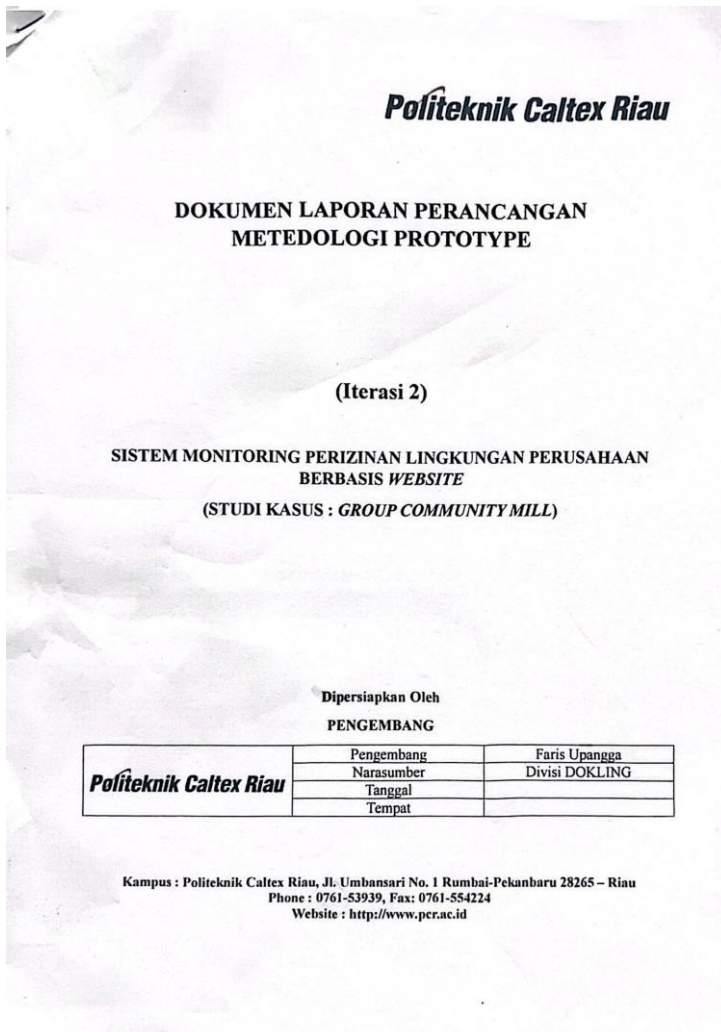 Politeknik Caltex Riau
DOKUMEN LAPORAN PERANCANGAN
METEDOLOGI PROTOTYPE
(Iterasi 2)
SISTEM MONITORING PERIZINAN LINGKUNGAN PERUSAHAAN
BERBASIS WEBSITE
(STUDI KASUS : GROUP COMMUNITY MILL)
Dipersiapkan Oleh
PENGEMBANG
Politeknik Caltex Riau
Pengembang Faris Upangga
Narasumber Divisi DOKLING
Tanggal
Tempat
Kampus : Politeknik Caltex Riau, Jl. Umbansari No. 1 Rumbai-Pekanbaru 28265 – Riau
Phone : 0761-53939, Fax: 0761-554224
Website : http://www.pcr.ac.id